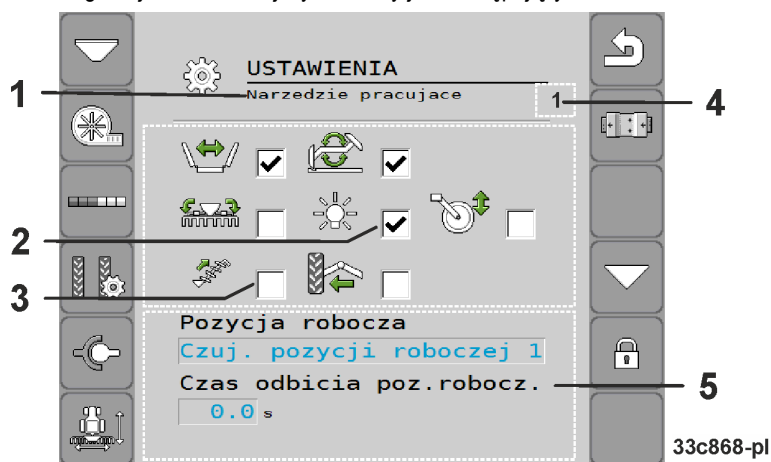 USTAWIENIA
Narzedzie pracujace
1
1
4
2
3
Pozycja robocza
Czuj. pozycji roboczej 1
Czas odbicia poz.robocz.
0.0 s
5
33c868-pl